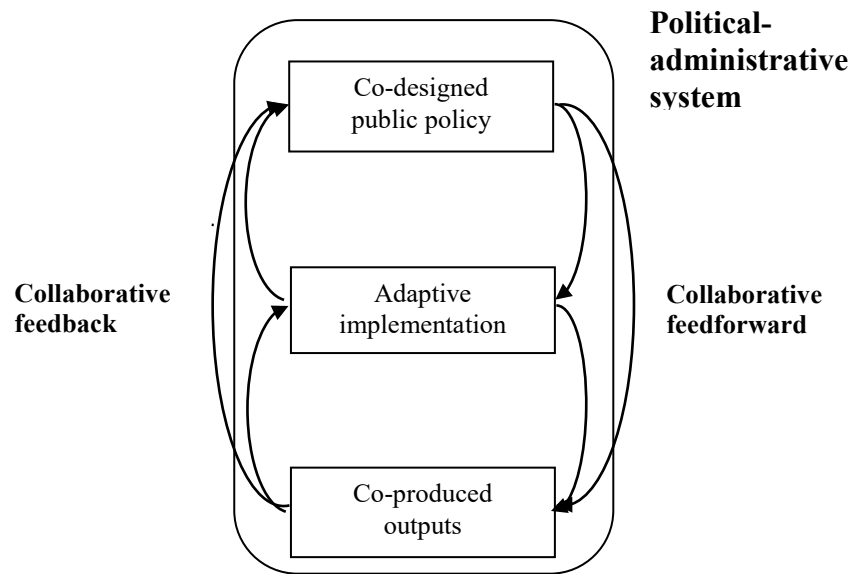 Political-
administrative
system
Co-designed
public policy
Collaborative
feedback
Adaptive
implementation
Collaborative
feedforward
Co-produced
outputs